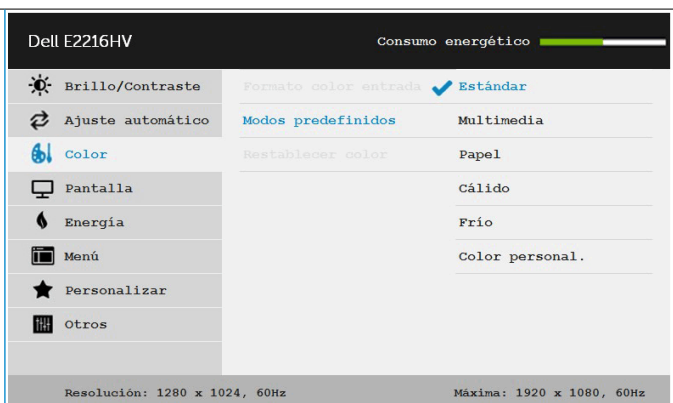 Dell E2216HV
Consumo energético
Brillo/Contraste
Formato color entrada
Estándar
Ajuste automático
Modos predefinidos
Multimedia
Color
Restablecer color
Papel
Pantalla
Cálido
Energía
Frío
Menú
Color personal.
Personalizar
Otros
Resolución: 1280 x 1024, 60Hz
Máxima: 1920 x 1080, 60Hz